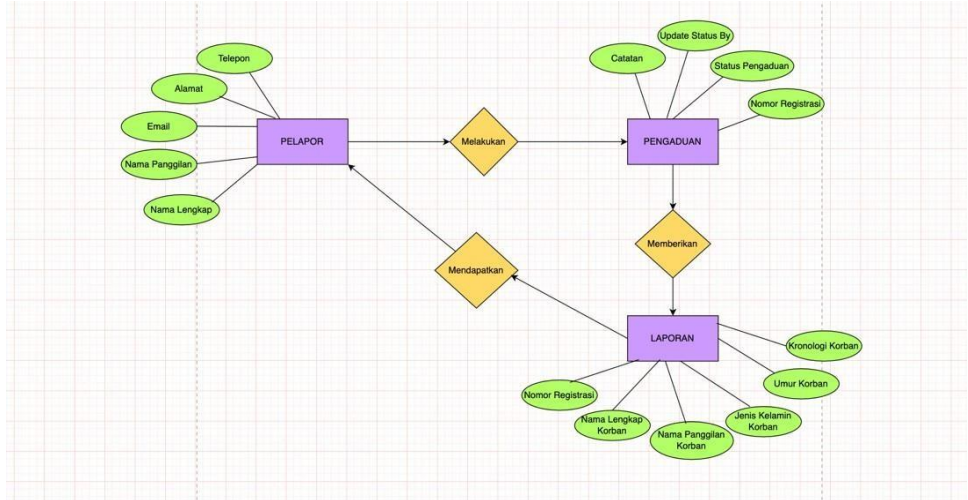 Update Status By
Telepon
Catatan
Status Pengaduan
Alamat
Nomor Registrasi
Email
PELAPOR
Melakukan
PENGADUAN
Nama Panggilan
Nama Lengkap
Memberikan
Mendapatkan
LAPORAN
Kronologi Korban
Umur Korban
Nomor Registrasi
Nama Lengkap
Korban
Jenis Kelamin
Korban
Nama Panggilan
Korban